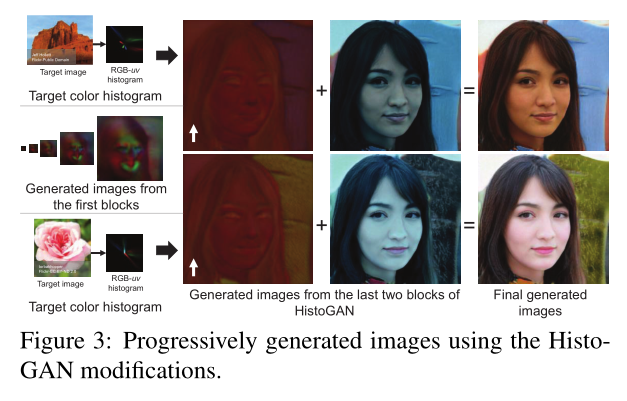 Target image
RGB-uv
histogram
Target color histogram
Generated images from
the first blocks
Target image
RGB-uv
histogram
Target color histogram
+
=
+
=
Generated images from the last two blocks of
HistoGAN
Final generated
images
Figure 3: Progressively generated images using the Histo-
GAN modifications.